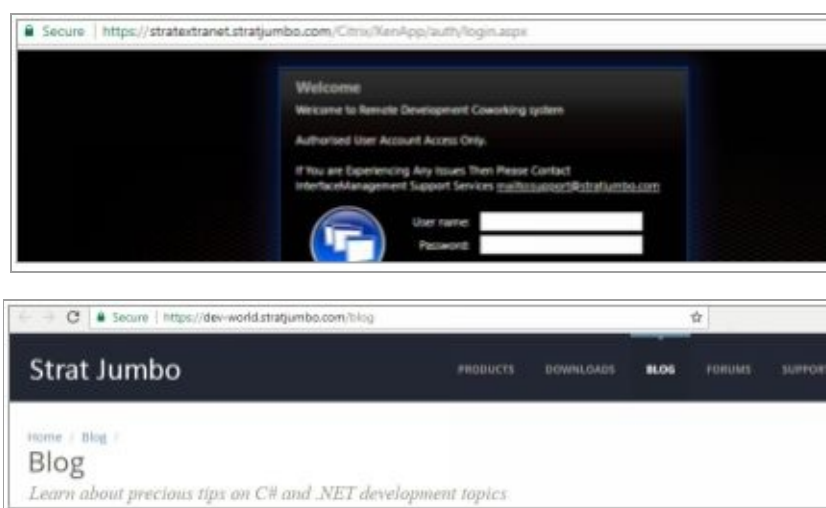 Secure | https://stratextranet.stratjumbo.com/Citrix/XenApp/auth/login.aspx
Welcome
Welcome to Remote Development Coworking system
Authorised User Account Access Only.
If You are Experiencing Any Issues Then Please Contact
InterfaceManagement Support Services mailto:support@stratjumbo.com
User name:
Password:
Secure | https://dev-world.stratjumbo.com/blog
Strat Jumbo
PRODUCTS DOWNLOADS BLOG FORUMS SUPPORT
Home / Blog /
Blog
Learn about precious tips on C# and .NET development topics